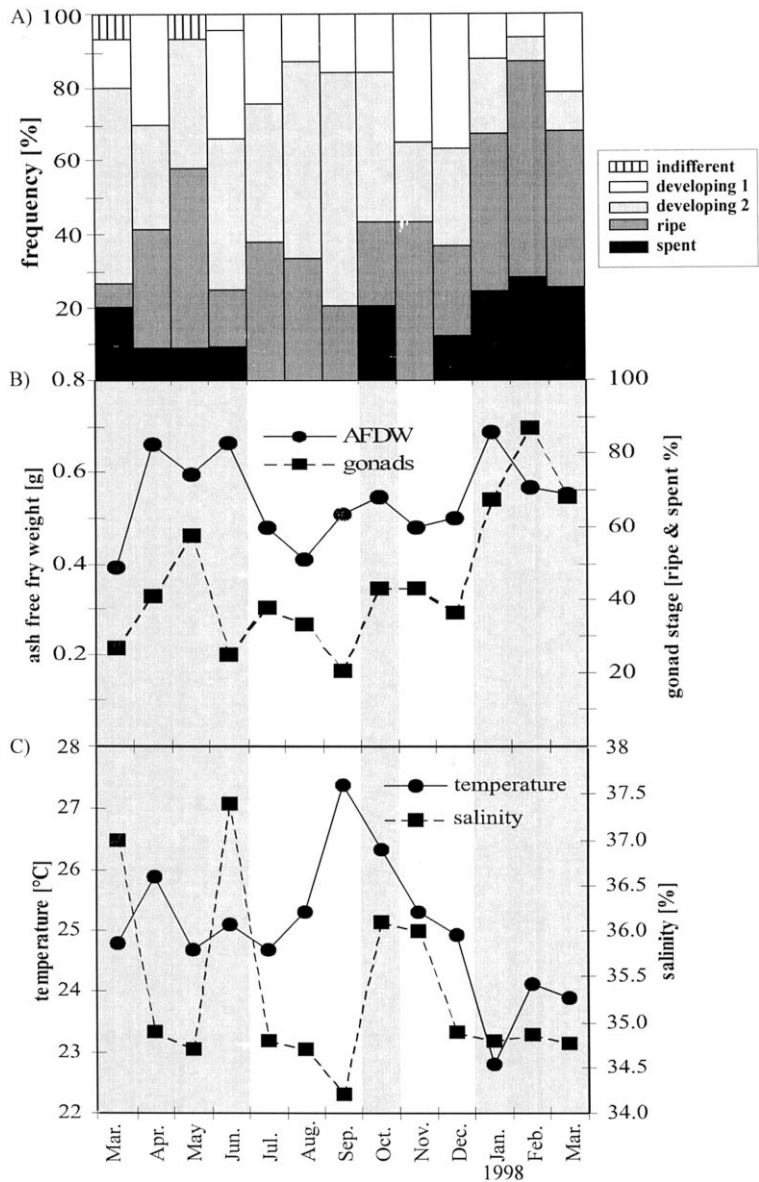 A)
100
80
60
40
20
frequency [%]
indifferent
developing 1
developing 2
ripe
spent
B)
0.8
0.6
0.4
0.2
ash free fry weight [g]
AFDW
gonads
100
80
60
40
20
gonad stage [ripe & spent %]
C)
28
27
26
25
24
23
22
temperature [°C]
temperature
salinity
38
37.5
37.0
36.5
36.0
35.5
35.0
34.5
34.0
salinity [%]
Mar. Apr. May Jun. Jul. Aug. Sep. Oct. Nov. Dec. Jan. Feb. Mar.
1998